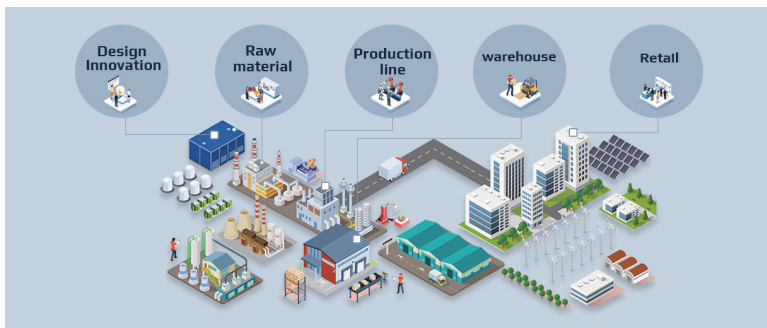 Design
Innovation
Raw
material
Production
line
warehouse
Retail